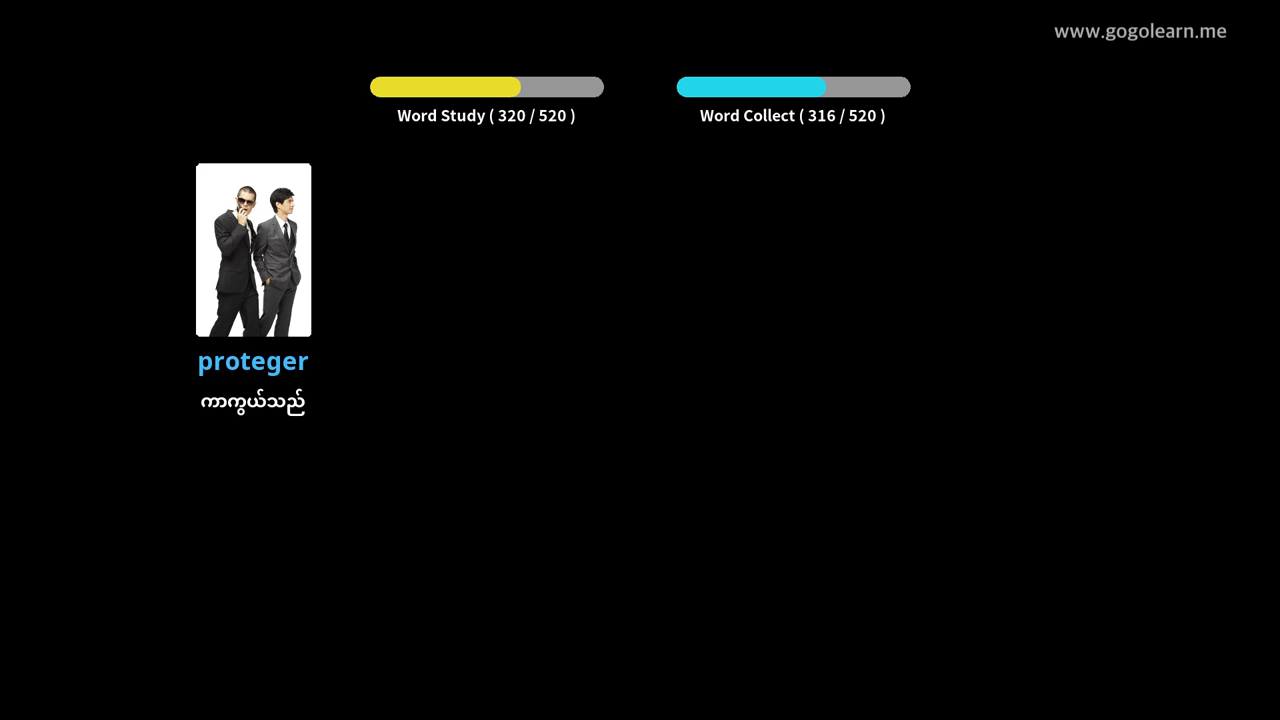 www.gogolearn.me
Word Study ( 320 / 520 )
Word Collect ( 316 / 520 )
proteger
ကာကွယ်သည်